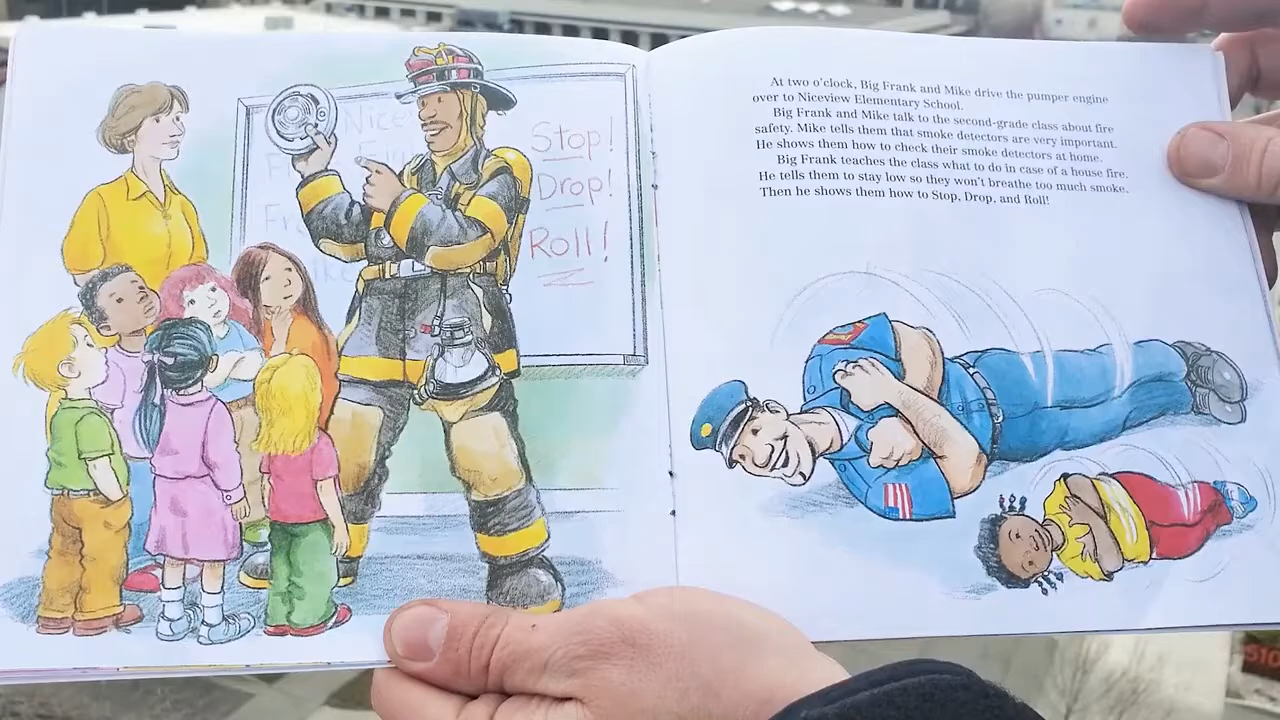 Nice
Stop!
Drop!
Roll!
At two o'clock, Big Frank and Mike drive the pumper engine
over to Niceview Elementary School.
Big Frank and Mike talk to the second-grade class about fire
safety. Mike tells them that smoke detectors are very important.
He shows them how to check their smoke detectors at home.
Big Frank teaches the class what to do in case of a house fire.
He tells them to stay low so they won't breathe too much smoke.
Then he shows them how to Stop, Drop, and Roll!